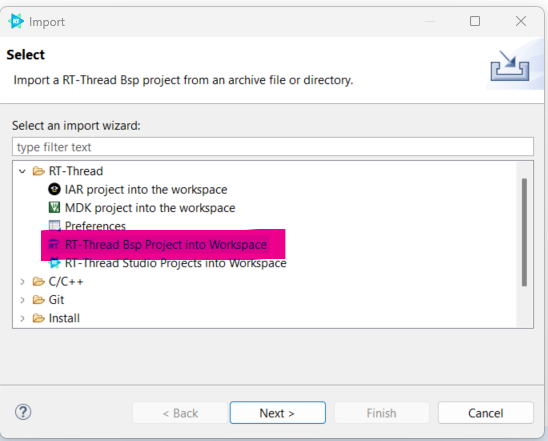 Import
Select
Import a RT-Thread Bsp project from an archive file or directory.
Select an import wizard:
type filter text
RT-Thread
IAR project into the workspace
MDK project into the workspace
Preferences
RT-Thread Bsp Project into Workspace
RT-Thread Studio Projects into Workspace
C/C++
Git
Install
< Back
Next >
Finish
Cancel